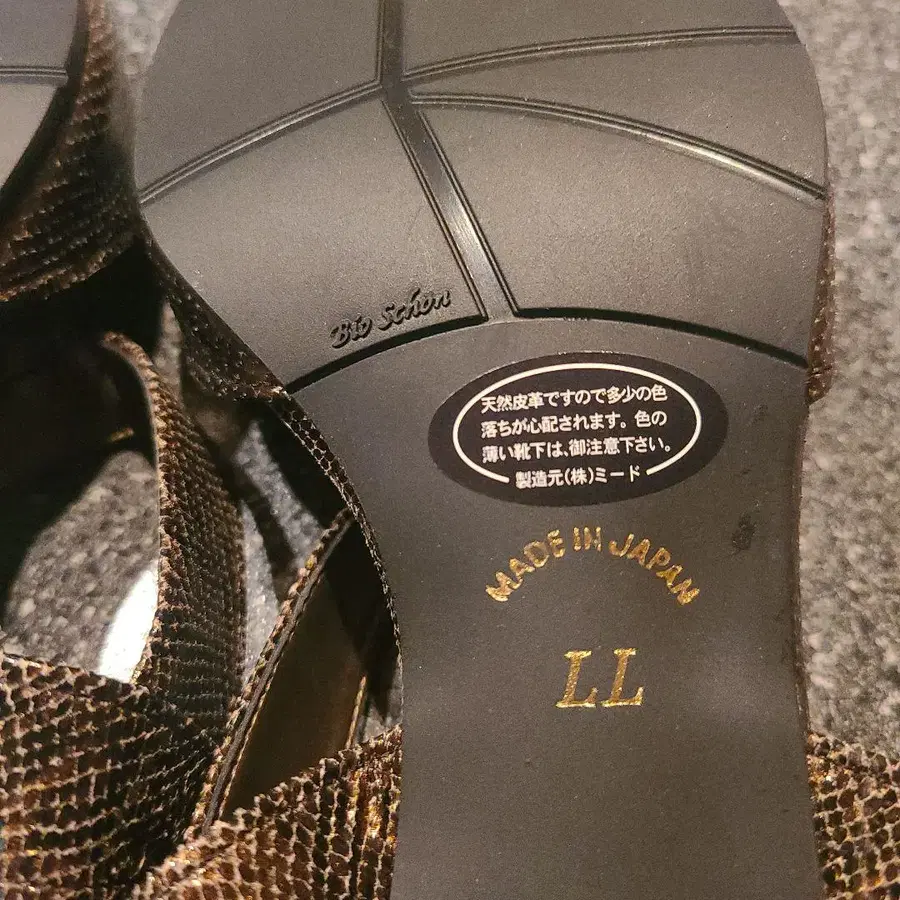 Bio Schön
天然皮革ですので多少の色
落ちが心配されます。色の
薄い靴下は、御注意下さい。
製造元(株)ミード
MADE IN JAPAN
LL